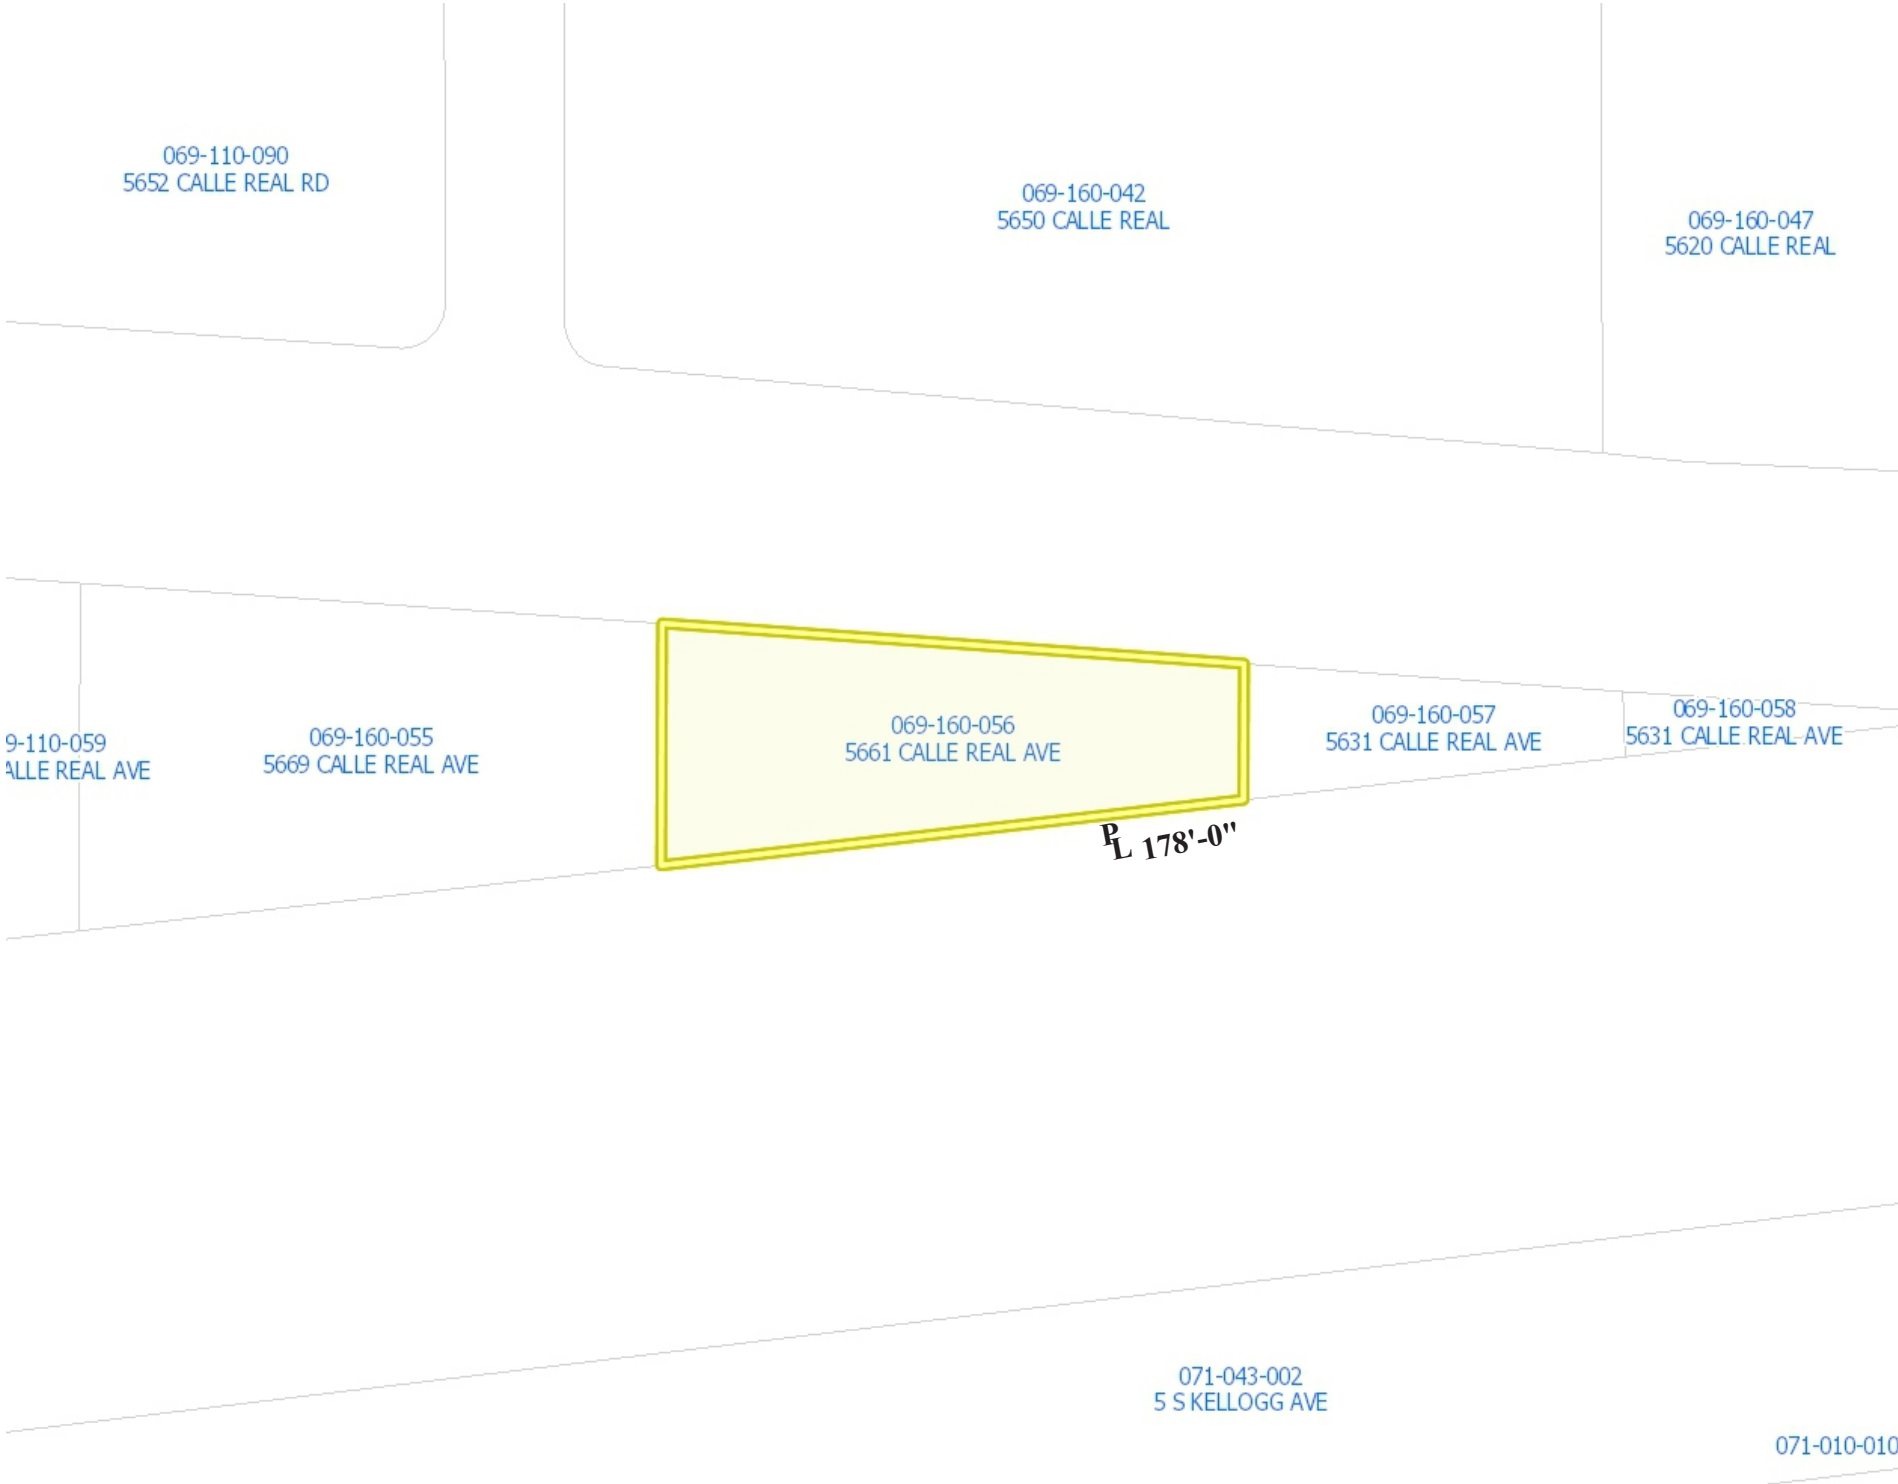 069-110-090
5652 CALLE REAL RD
069-160-042
5650 CALLE REAL
069-160-047
5620 CALLE REAL
9-110-059
ALLE REAL AVE
069-160-055
5669 CALLE REAL AVE
069-160-056
5661 CALLE REAL AVE
069-160-057
5631 CALLE REAL AVE
069-160-058
5631 CALLE REAL AVE
PL 178'-0"
071-043-002
5 S KELLOGG AVE
071-010-010